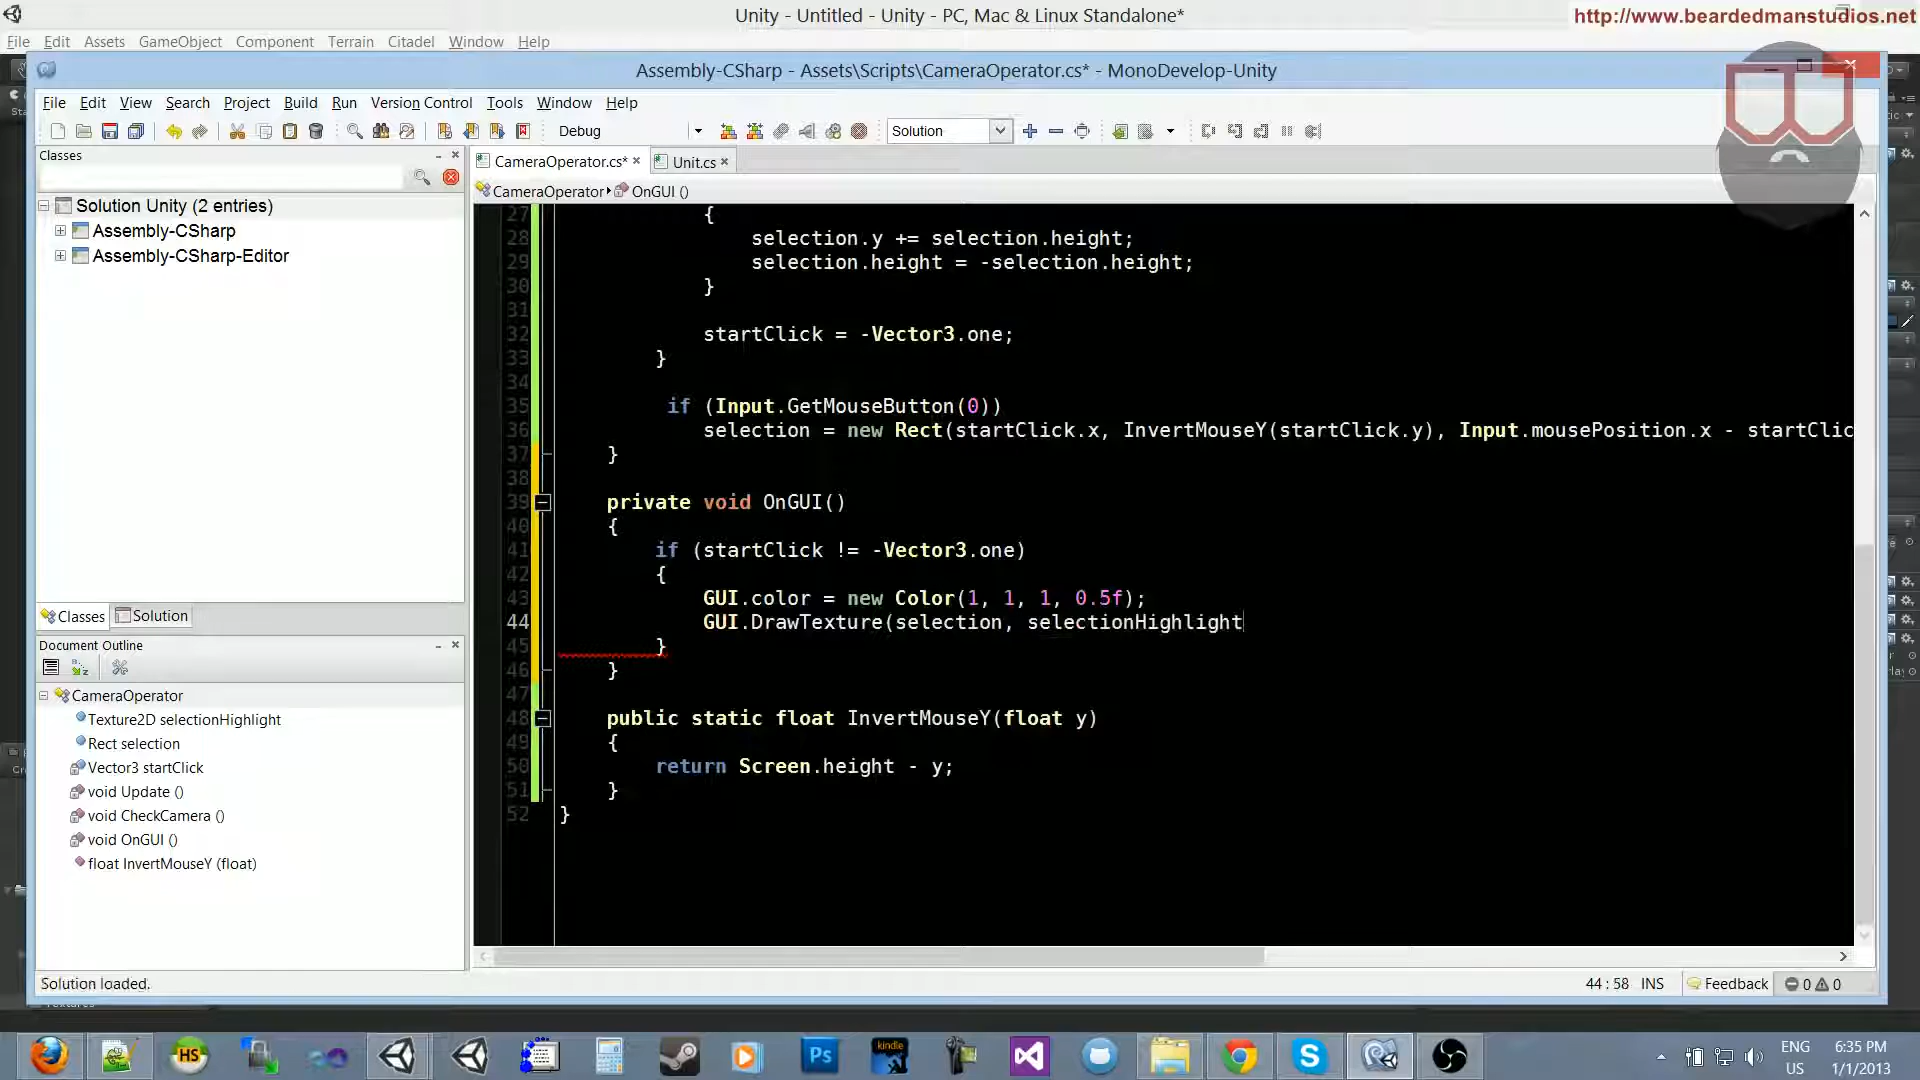 Unity - Untitled - Unity - PC, Mac & Linux Standalone*
http://www.beardedmanstudios.net
File Edit Assets GameObject Component Terrain Citadel Window Help
Assembly-CSharp - Assets\Scripts\CameraOperator.cs* - MonoDevelop-Unity
File Edit View Search Project Build Run Version Control Tools Window Help
Debug
Solution
Classes
CameraOperator.cs*
Unit.cs
CameraOperator
OnGUI ()
Solution Unity (2 entries)
Assembly-CSharp
Assembly-CSharp-Editor
Classes
Solution
Document Outline
CameraOperator
Texture2D selectionHighlight
Rect selection
Vector3 startClick
void Update ()
void CheckCamera ()
void OnGUI ()
float InvertMouseY (float)
27 {
28 selection.y += selection.height;
29 selection.height = -selection.height;
30 }
31
32 startClick = -Vector3.one;
33 }
34
35 if (Input.GetMouseButton(0))
36 selection = new Rect(startClick.x, InvertMouseY(startClick.y), Input.mousePosition.x - startClic
37 }
38
39 private void OnGUI()
40 {
41 if (startClick != -Vector3.one)
42 {
43 GUI.color = new Color(1, 1, 1, 0.5f);
44 GUI.DrawTexture(selection, selectionHighlight
45 }
46 }
47
48 public static float InvertMouseY(float y)
49 {
50 return Screen.height - y;
51 }
52 }
Solution loaded.
44 : 58 INS
Feedback
0 0
HS
Ps
kindle
ENG
US
6:35 PM
1/1/2013